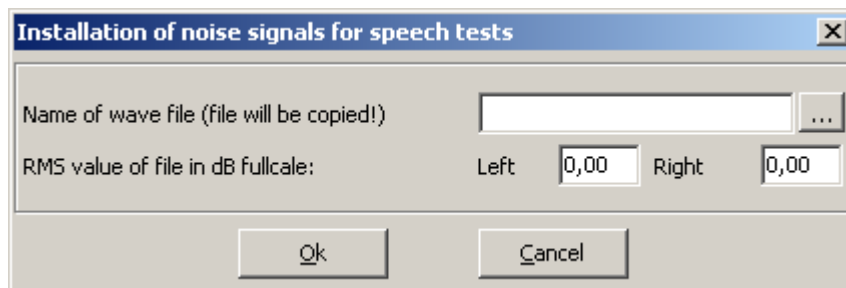 Installation of noise signals for speech tests
Name of wave file (file will be copied!)
...
RMS value of file in dB fullcale: Left 0,00 Right 0,00
Ok Cancel